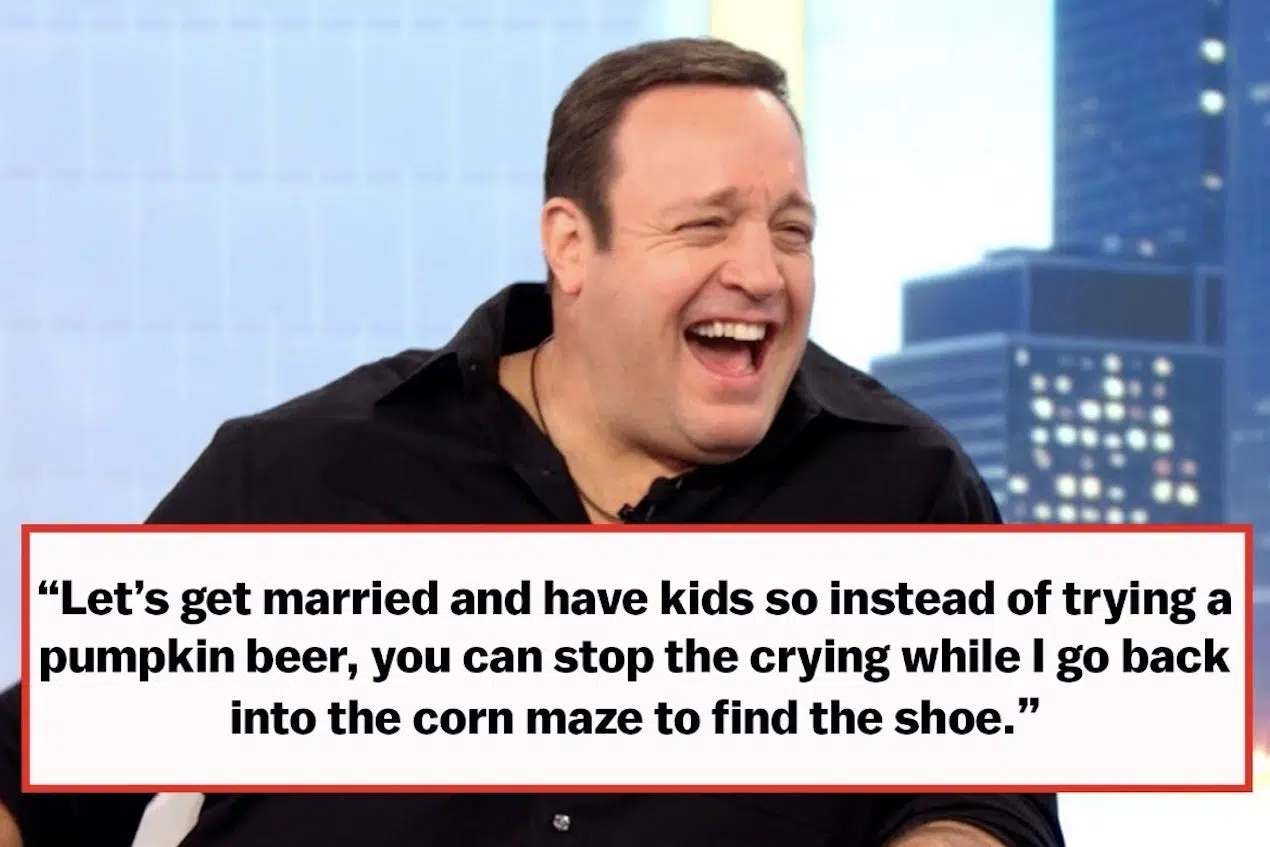 “Let’s get married and have kids so instead of trying a
pumpkin beer, you can stop the crying while I go back
into the corn maze to find the shoe.”